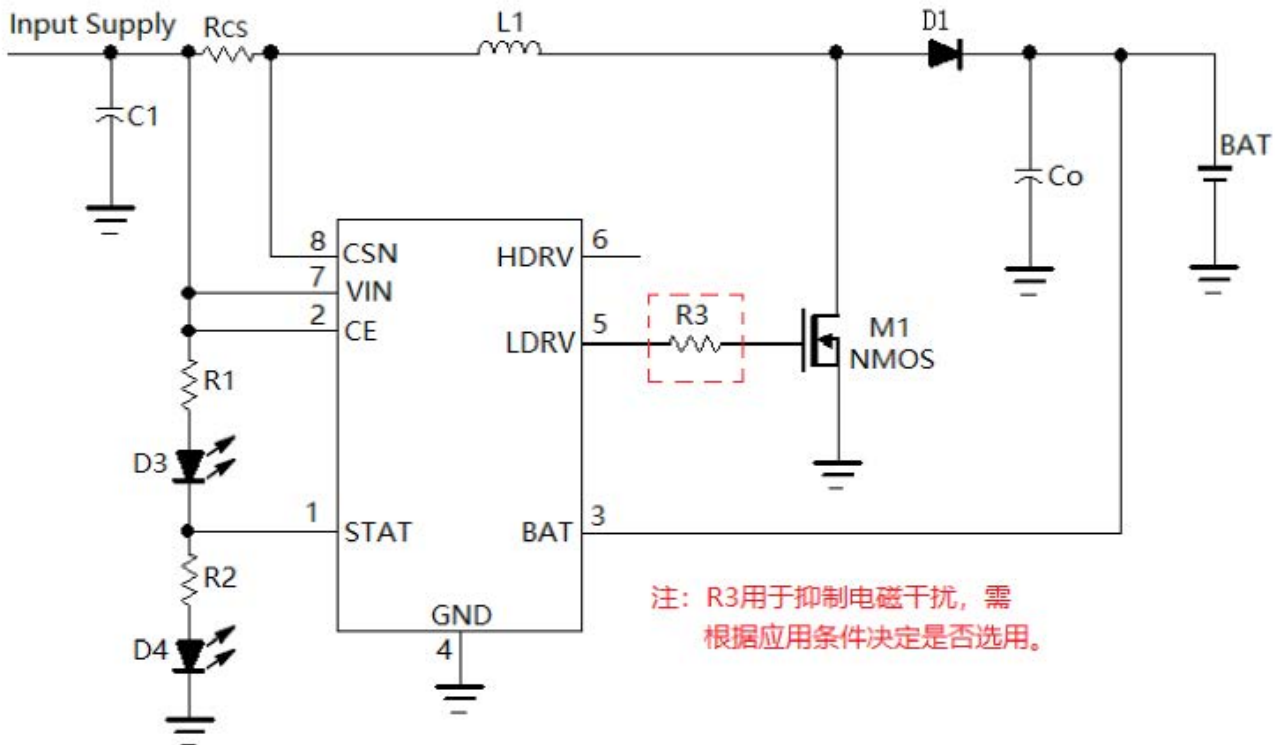 Input Supply
RCS
L1
D1
C1
BAT
Co
8
CSN
HDRV
6
7
VIN
2
CE
R3
5
LDRV
M1
NMOS
R1
D3
1
STAT
BAT
3
R2
GND
4
D4
注：R3用于抑制电磁干扰，需
根据应用条件决定是否选用。